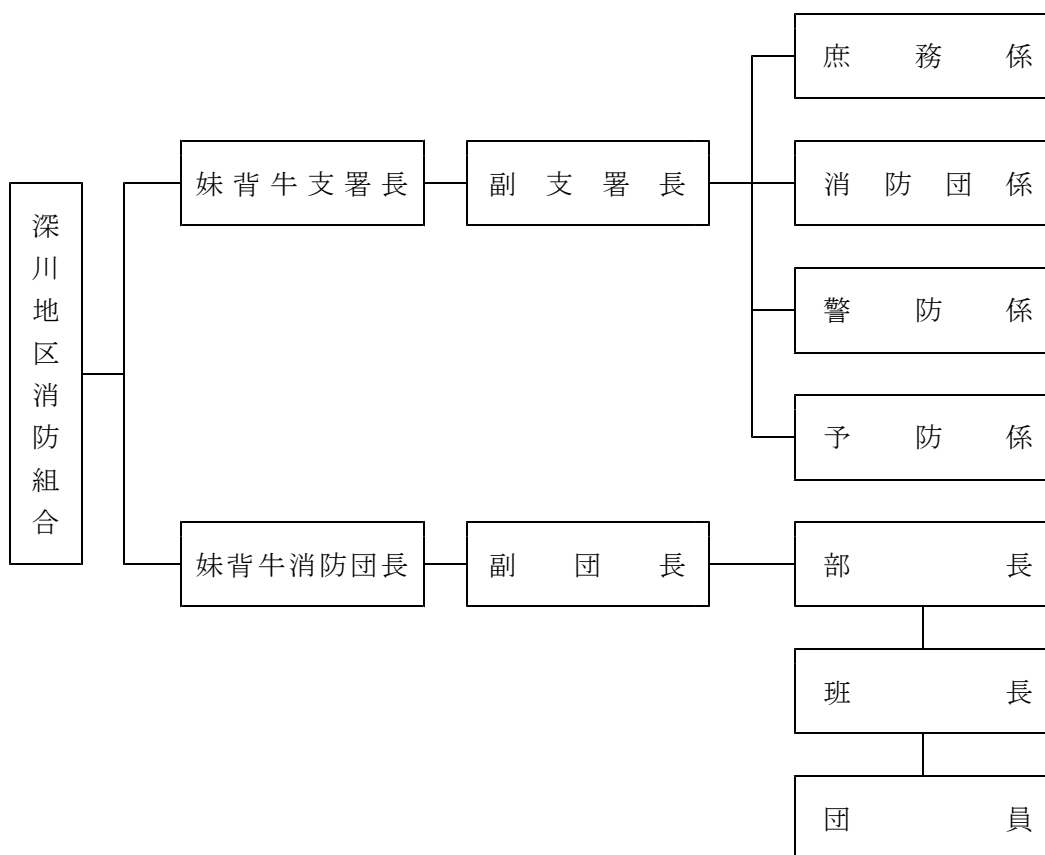 深川地区消防組合
妹背牛支署長
副支署長
庶務係
消防団係
警防係
予防係
妹背牛消防団長
副団長
部長
班長
団員